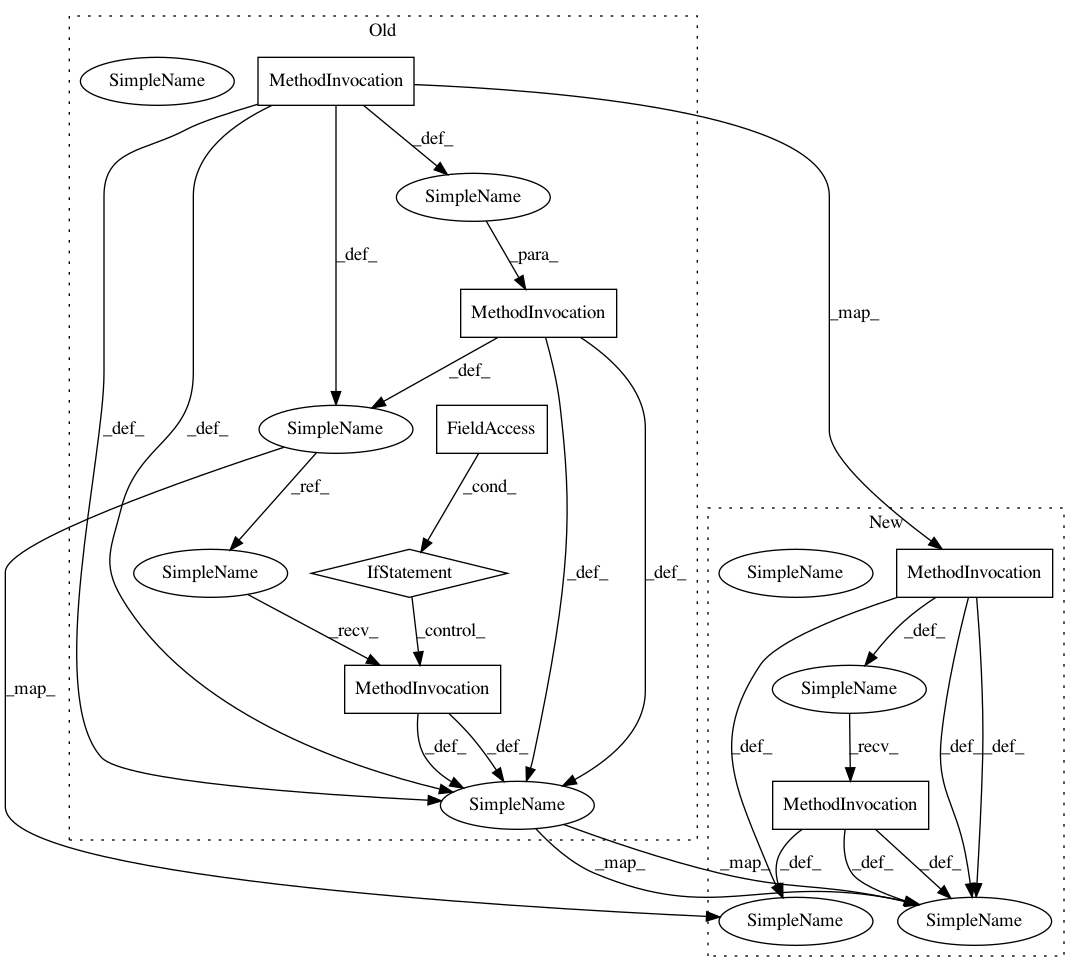 Old
SimpleName
MethodInvocation
_def_
SimpleName
_def_
_para_
MethodInvocation
_map_
_def_
_def_
_def_
SimpleName
FieldAccess
_ref_
_cond_
New
SimpleName
IfStatement
_def_
_def_
SimpleName
MethodInvocation
_recv_
_control_
_def_
_map_
MethodInvocation
SimpleName
_def_
_def_
_def_
_recv_
_def_
_def_
SimpleName
MethodInvocation
_map_
_map_
_def_
_def_
_def_
SimpleName
SimpleName